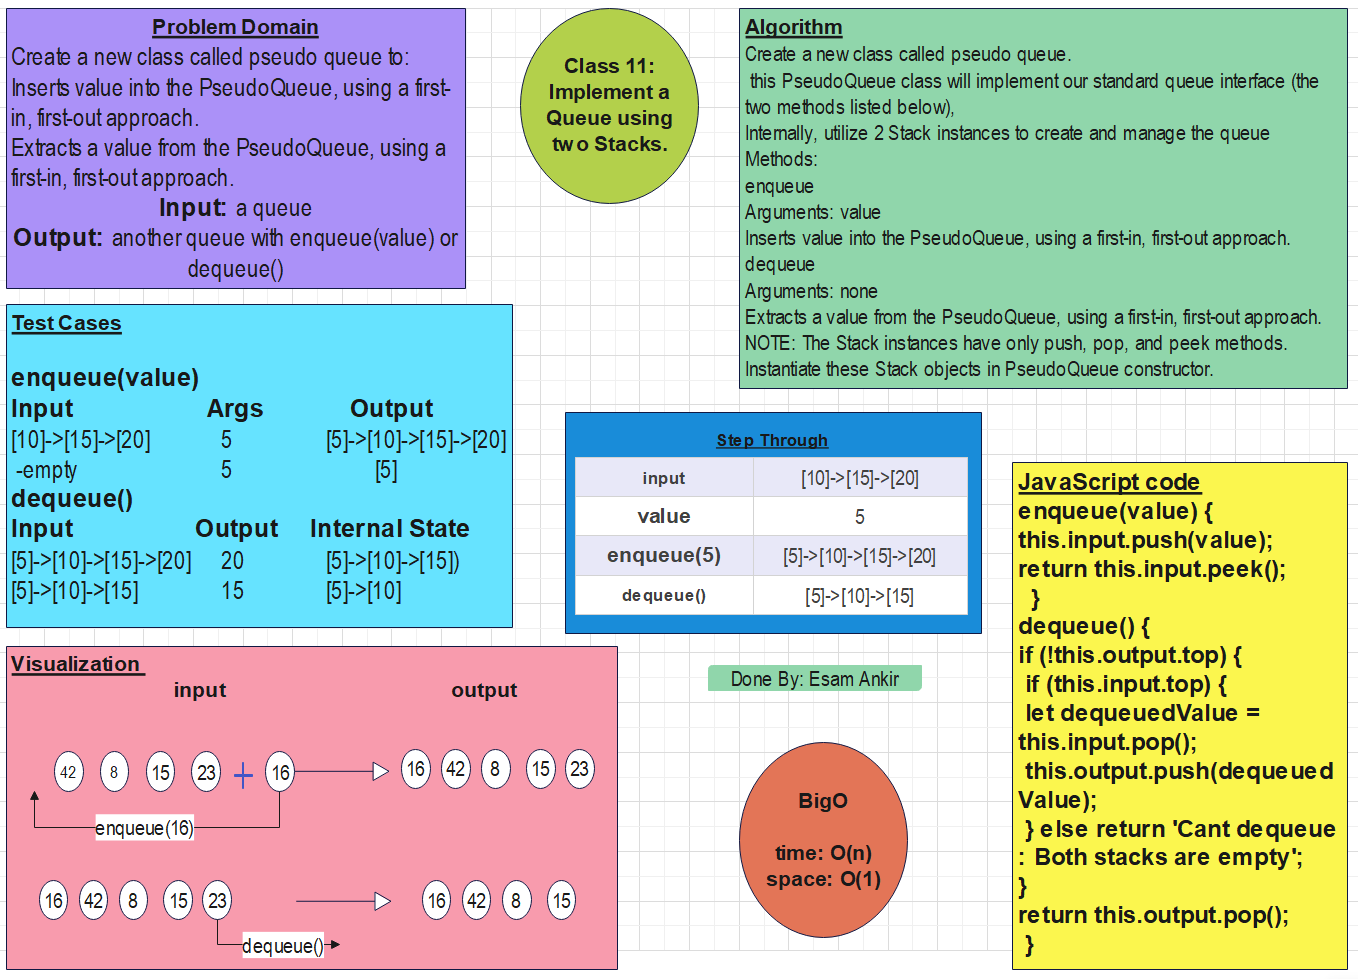 Problem Domain
Create a new class called pseudo queue to:
Inserts value into the PseudoQueue, using a first-
in, first-out approach.
Extracts a value from the PseudoQueue, using a
first-in, first-out approach.
Input: a queue
Output: another queue with enqueue(value) or
dequeue()
Class 11:
Implement a
Queue using
two Stacks.
Algorithm
Create a new class called pseudo queue.
this PseudoQueue class will implement our standard queue interface (the
two methods listed below),
Internally, utilize 2 Stack instances to create and manage the queue
Methods:
enqueue
Arguments: value
Inserts value into the PseudoQueue, using a first-in, first-out approach.
dequeue
Arguments: none
Extracts a value from the PseudoQueue, using a first-in, first-out approach.
NOTE: The Stack instances have only push, pop, and peek methods.
Instantiate these Stack objects in PseudoQueue constructor.
Test Cases
enqueue(value)
Input Args Output
[10]->[15]->[20] 5 [5]->[10]->[15]->[20]
-empty 5 [5]
dequeue()
Input Output Internal State
[5]->[10]->[15]->[20] 20 [5]->[10]->[15])
[5]->[10]->[15] 15 [5]->[10]
Step Through
input [10]->[15]->[20]
value 5
enqueue(5) [5]->[10]->[15]->[20]
dequeue() [5]->[10]->[15]
JavaScript code
enqueue(value) {
this.input.push(value);
return this.input.peek();
}
dequeue() {
if (!this.output.top) {
if (this.input.top) {
let dequeuedValue =
this.input.pop();
this.output.push(dequeued
Value);
} else return 'Cant dequeue
: Both stacks are empty';
}
return this.output.pop();
}
Visualization
input output
42 8 15 23 + 16 16 42 8 15 23
enqueue(16)
16 42 8 15 23 16 42 8 15
dequeue()
Done By: Esam Ankir
BigO
time: O(n)
space: O(1)